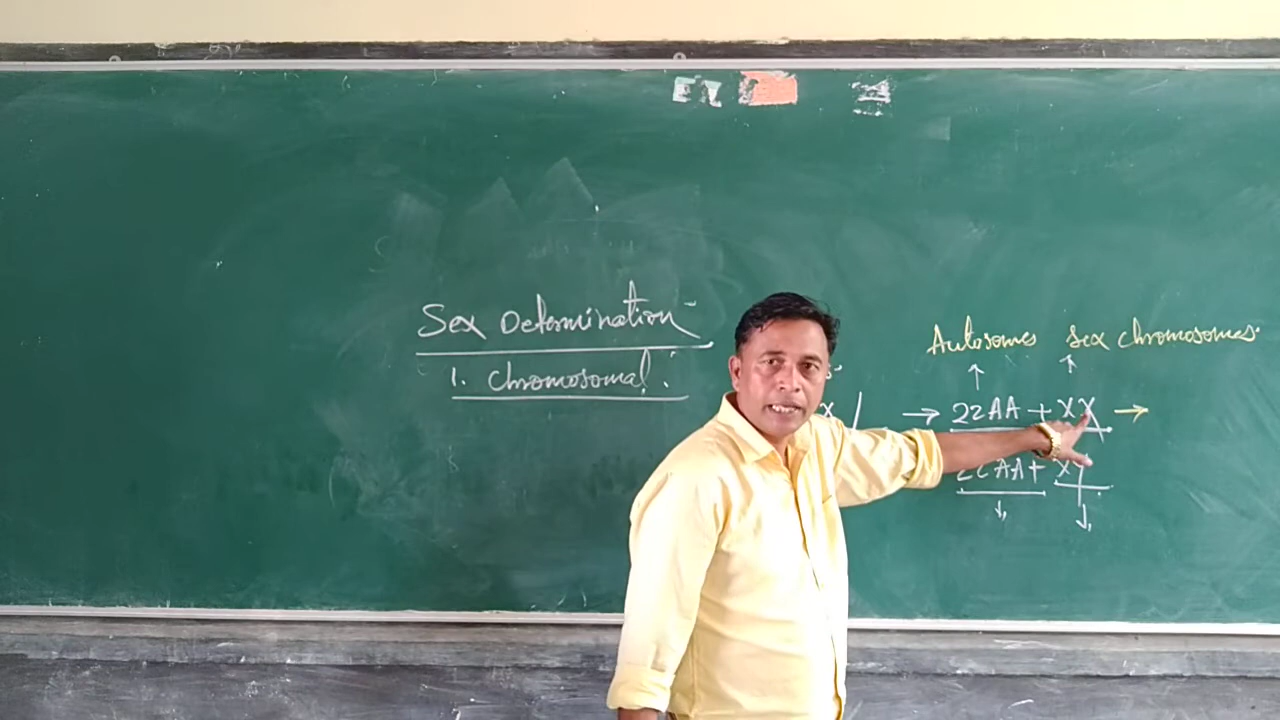 Sex Determination
1. Chromosomal :
Autosomes Sex chromosomes.
X
→ 22AA + XX →
22AA + XY